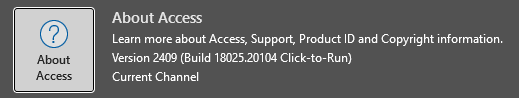 About Access
About
Access
Learn more about Access, Support, Product ID and Copyright information.
Version 2409 (Build 18025.20104 Click-to-Run)
Current Channel